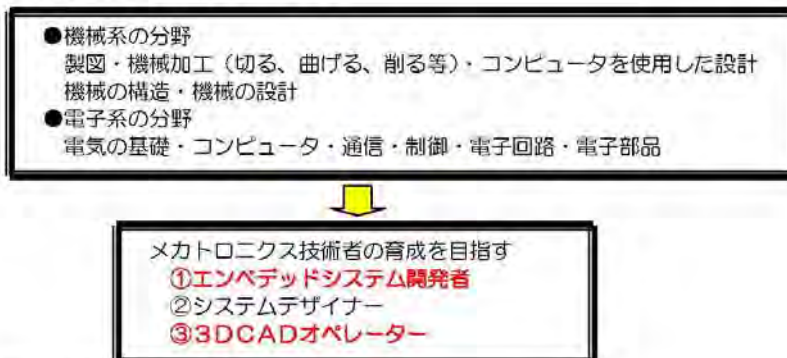 ●機械系の分野
製図・機械加工（切る、曲げる、削る等）・コンピュータを使用した設計
機械の構造・機械の設計
●電子系の分野
電気の基礎・コンピュータ・通信・制御・電子回路・電子部品
メカトロニクス技術者の育成を目指す
①エンベデッドシステム開発者
②システムデザイナー
③3DCADオペレーター